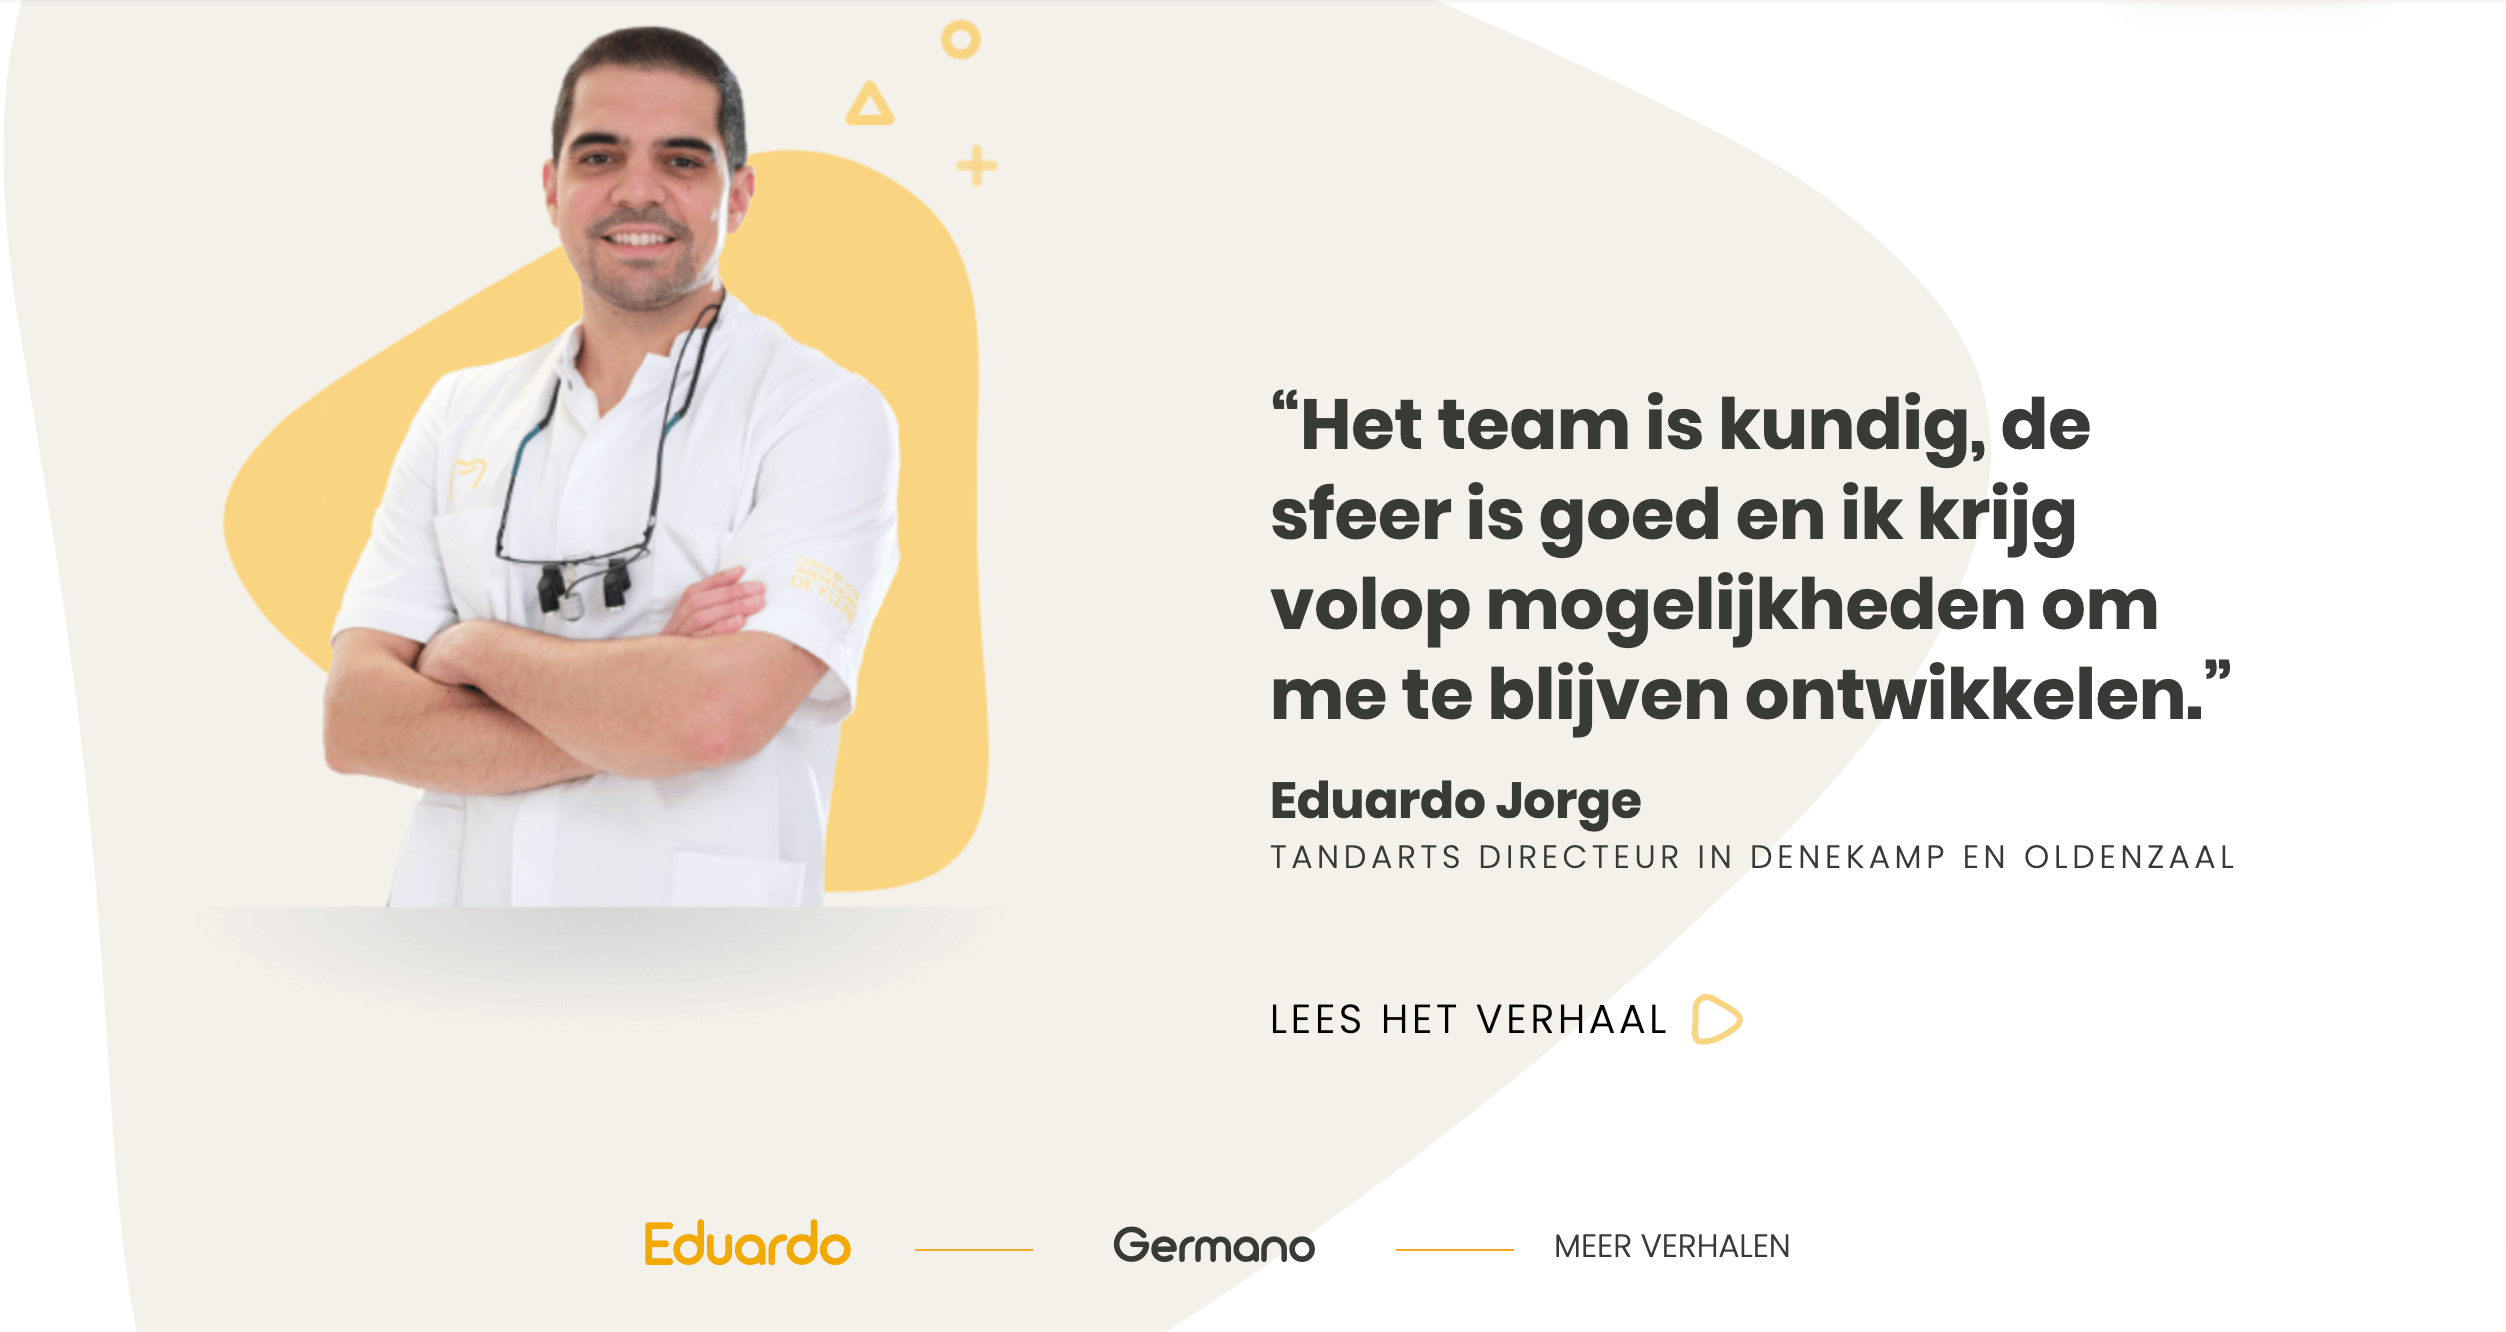 “Het team is kundig, de
sfeer is goed en ik krijg
volop mogelijkheden om
me te blijven ontwikkelen.”
Eduardo Jorge
TANDARTS DIRECTEUR IN DENEKAMP EN OLDENZAAL
LEES HET VERHAAL
Eduardo
Germano
MEER VERHALEN